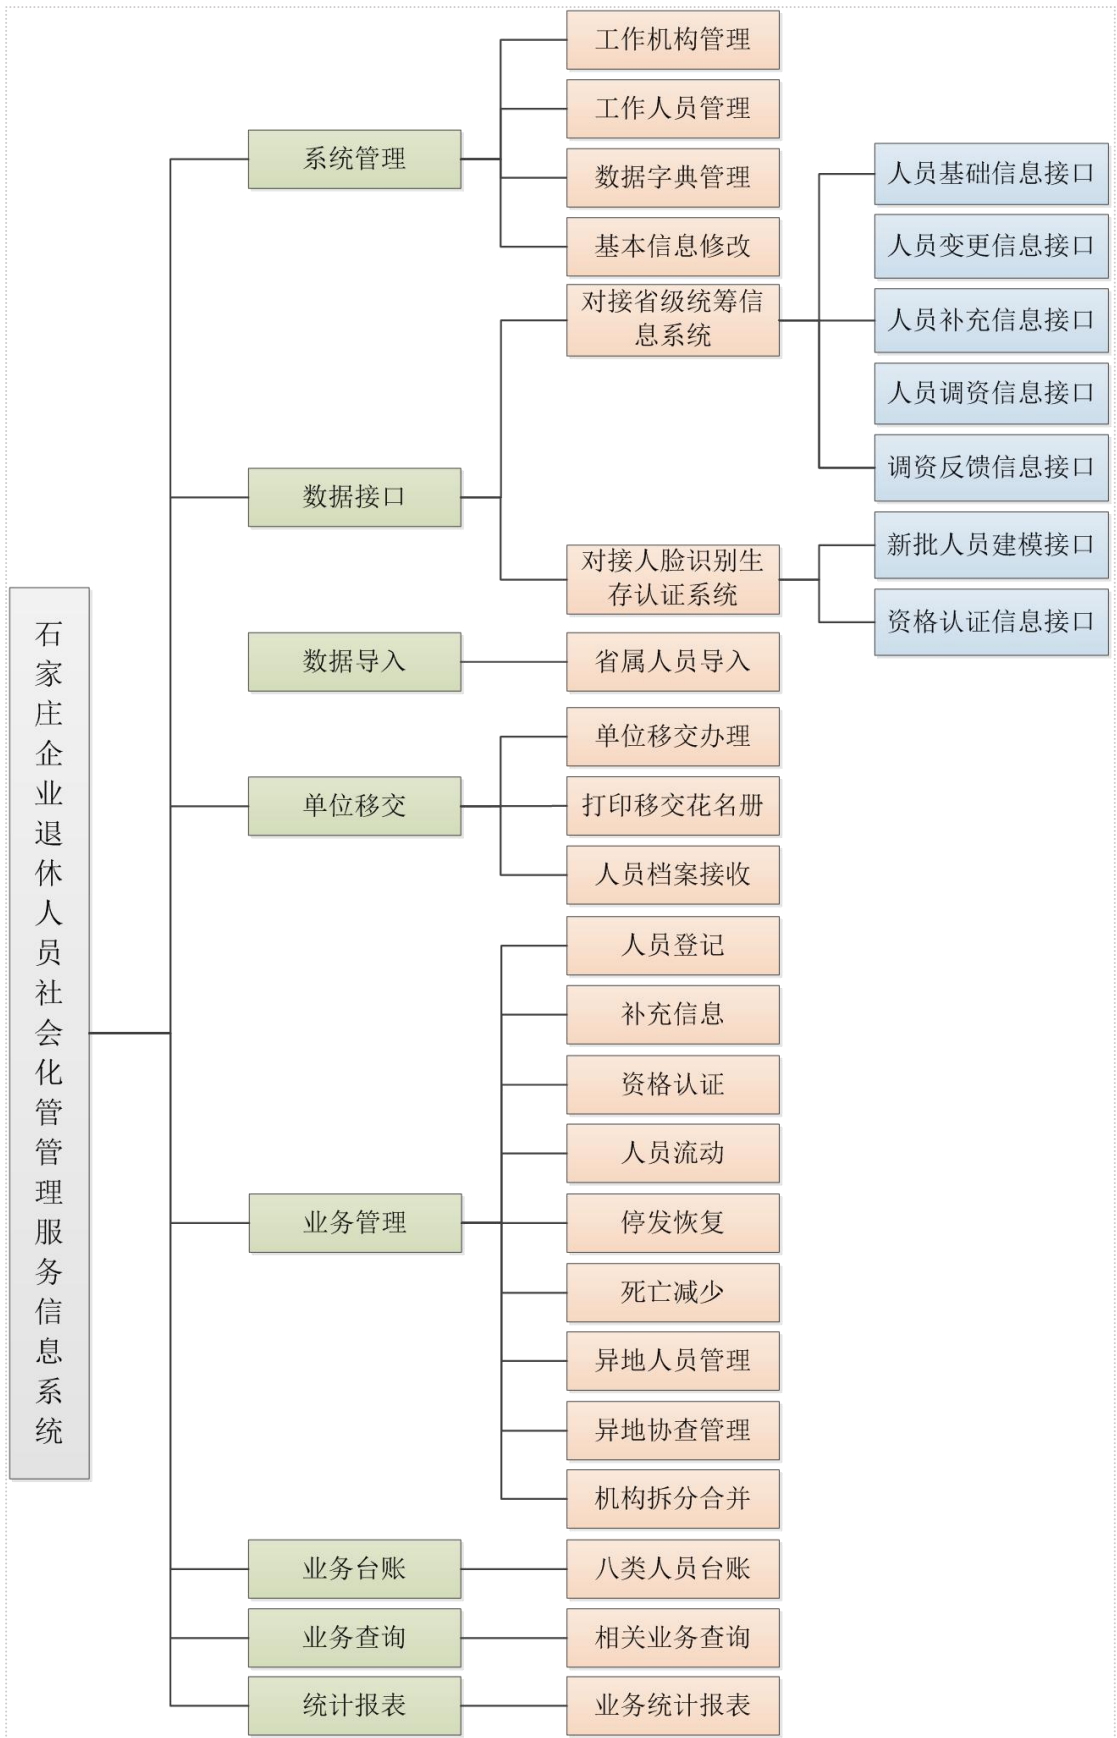 石家庄企业退休人员社会化管管理服务信息系统
系统管理
工作机构管理
工作人员管理
数据字典管理
基本信息修改
数据接口
对接省级统筹信
息系统
人员基础信息接口
人员变更信息接口
人员补充信息接口
人员调资信息接口
调资反馈信息接口
对接人脸识别生
存认证系统
新批人员建模接口
资格认证信息接口
数据导入
省属人员导入
单位移交
单位移交办理
打印移交花名册
人员档案接收
业务管理
人员登记
补充信息
资格认证
人员流动
停发恢复
死亡减少
异地人员管理
异地协查管理
机构拆分合并
业务台账
八类人员台账
业务查询
相关业务查询
统计报表
业务统计报表